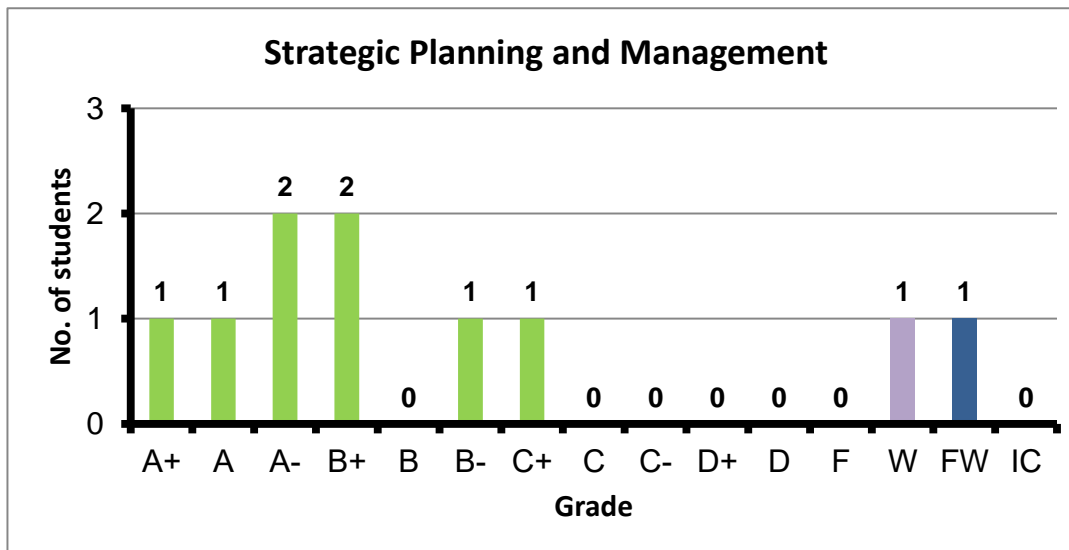 Strategic Planning and Management
No. of students
3
2
1
0
1 1 2 2 0 1 1 0 0 0 0 0 1 1 0
A+ A A- B+ B B- C+ C C- D+ D F W FW IC
Grade